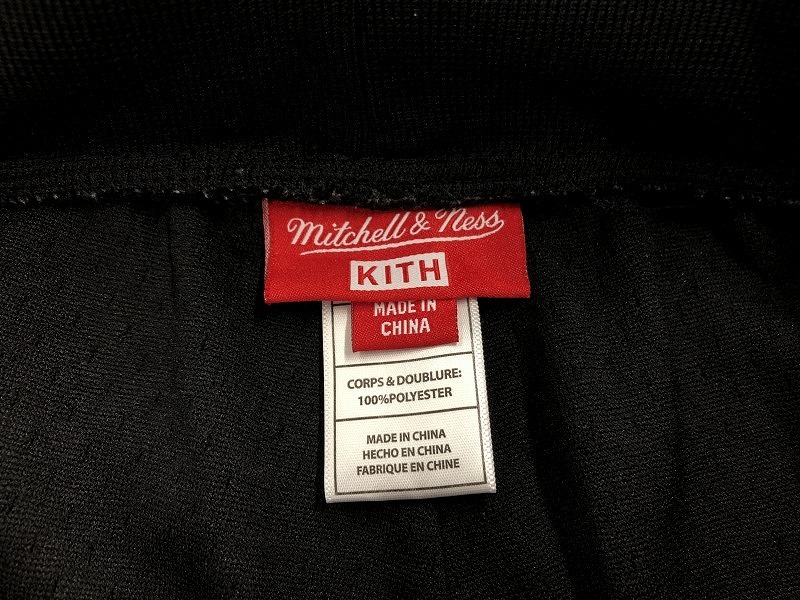 Mitchell & Ness
KITH
MADE IN
CHINA
CORPS & DOUBLURE:
100%POLYESTER
MADE IN CHINA
HECHO EN CHINA
FABRIQUE EN CHINE